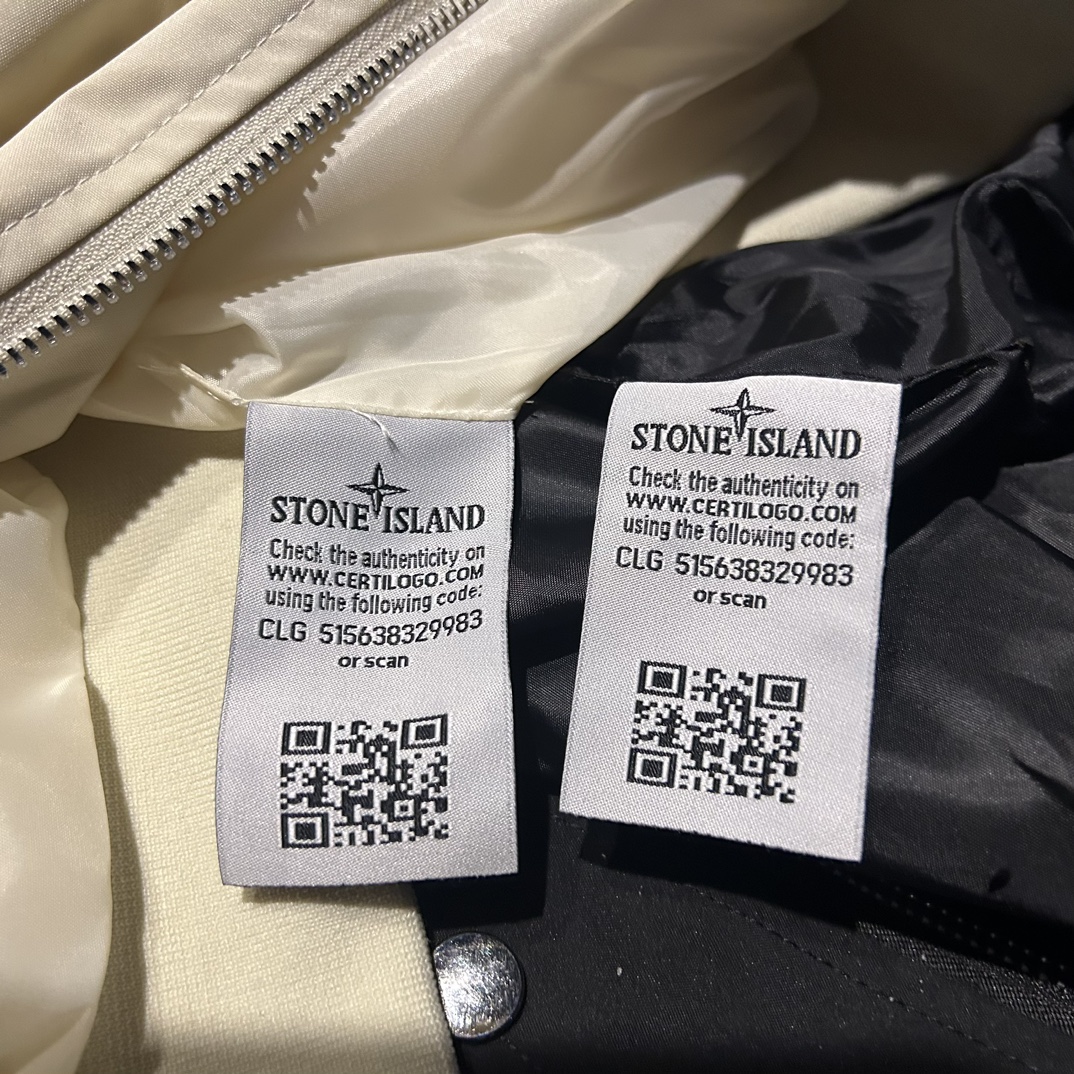 STONE ISLAND
Check the authenticity on
WWW.CERTILOGO.COM
using the following code:
CLG 515638329983
or scan
STONE ISLAND
Check the authenticity on
WWW.CERTILOGO.COM
using the following code:
CLG 515638329983
or scan